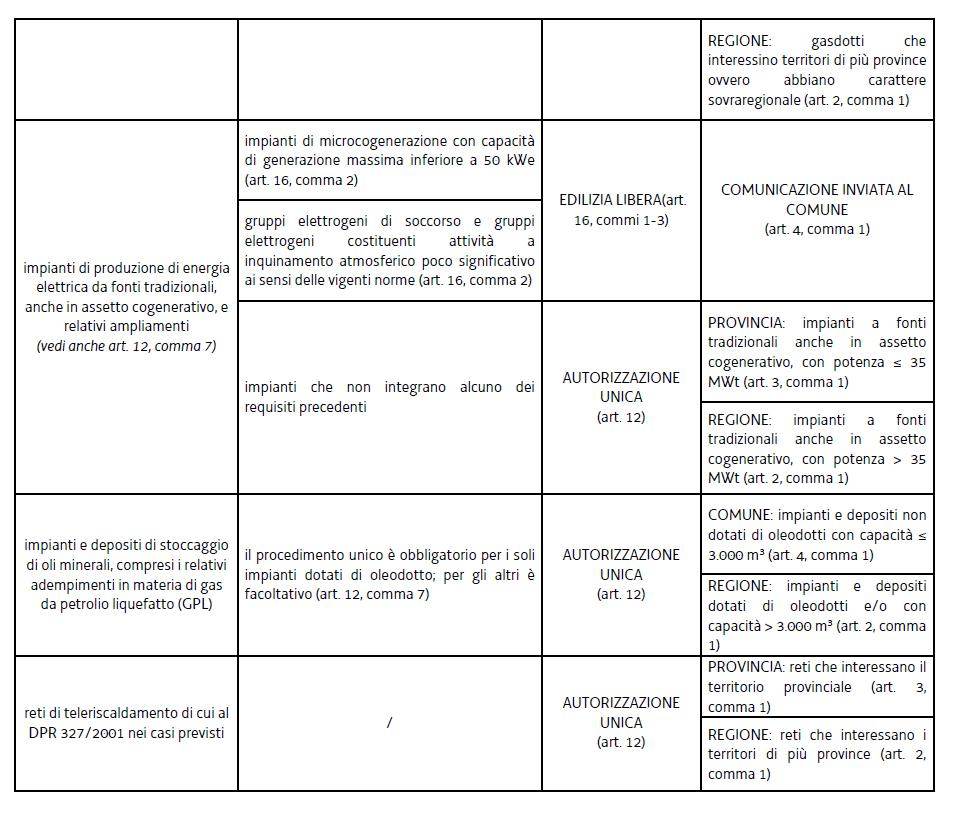 REGIONE: gasdotti che
interessino territori di più province
ovvero abbiano carattere
sovraregionale (art. 2, comma 1)
impianti di produzione di energia
elettrica da fonti tradizionali,
anche in assetto cogenerativo, e
relativi ampliamenti
(vedi anche art. 12, comma 7)
impianti di microcogenerazione con capacità
di generazione massima inferiore a 50 kWe
(art. 16, comma 2)
gruppi elettrogeni di soccorso e gruppi
elettrogeni costituenti attività a
inquinamento atmosferico poco significativo
ai sensi delle vigenti norme (art. 16, comma 2)
EDILIZIA LIBERA(art.
16, commi 1-3)
COMUNICAZIONE INVIATA AL
COMUNE
(art. 4, comma 1)
impianti che non integrano alcuno dei
requisiti precedenti
AUTORIZZAZIONE
UNICA
(art. 12)
PROVINCIA: impianti a fonti
tradizionali anche in assetto
cogenerativo, con potenza ≤ 35
MWt (art. 3, comma 1)
REGIONE: impianti a fonti
tradizionali anche in assetto
cogenerativo, con potenza > 35
MWt (art. 2, comma 1)
impianti e depositi di stoccaggio
di oli minerali, compresi i relativi
adempimenti in materia di gas
da petrolio liquefatto (GPL)
il procedimento unico è obbligatorio per i soli
impianti dotati di oleodotto; per gli altri è
facoltativo (art. 12, comma 7)
AUTORIZZAZIONE
UNICA
(art. 12)
COMUNE: impianti e depositi non
dotati di oleodotti con capacità ≤
3.000 m³ (art. 4, comma 1)
REGIONE: impianti e depositi
dotati di oleodotti e/o con
capacità > 3.000 m³ (art. 2, comma
1)
reti di teleriscaldamento di cui al
DPR 327/2001 nei casi previsti
/
AUTORIZZAZIONE
UNICA
(art. 12)
PROVINCIA: reti che interessano il
territorio provinciale (art. 3,
comma 1)
REGIONE: reti che interessano i
territori di più province (art. 2,
comma 1)